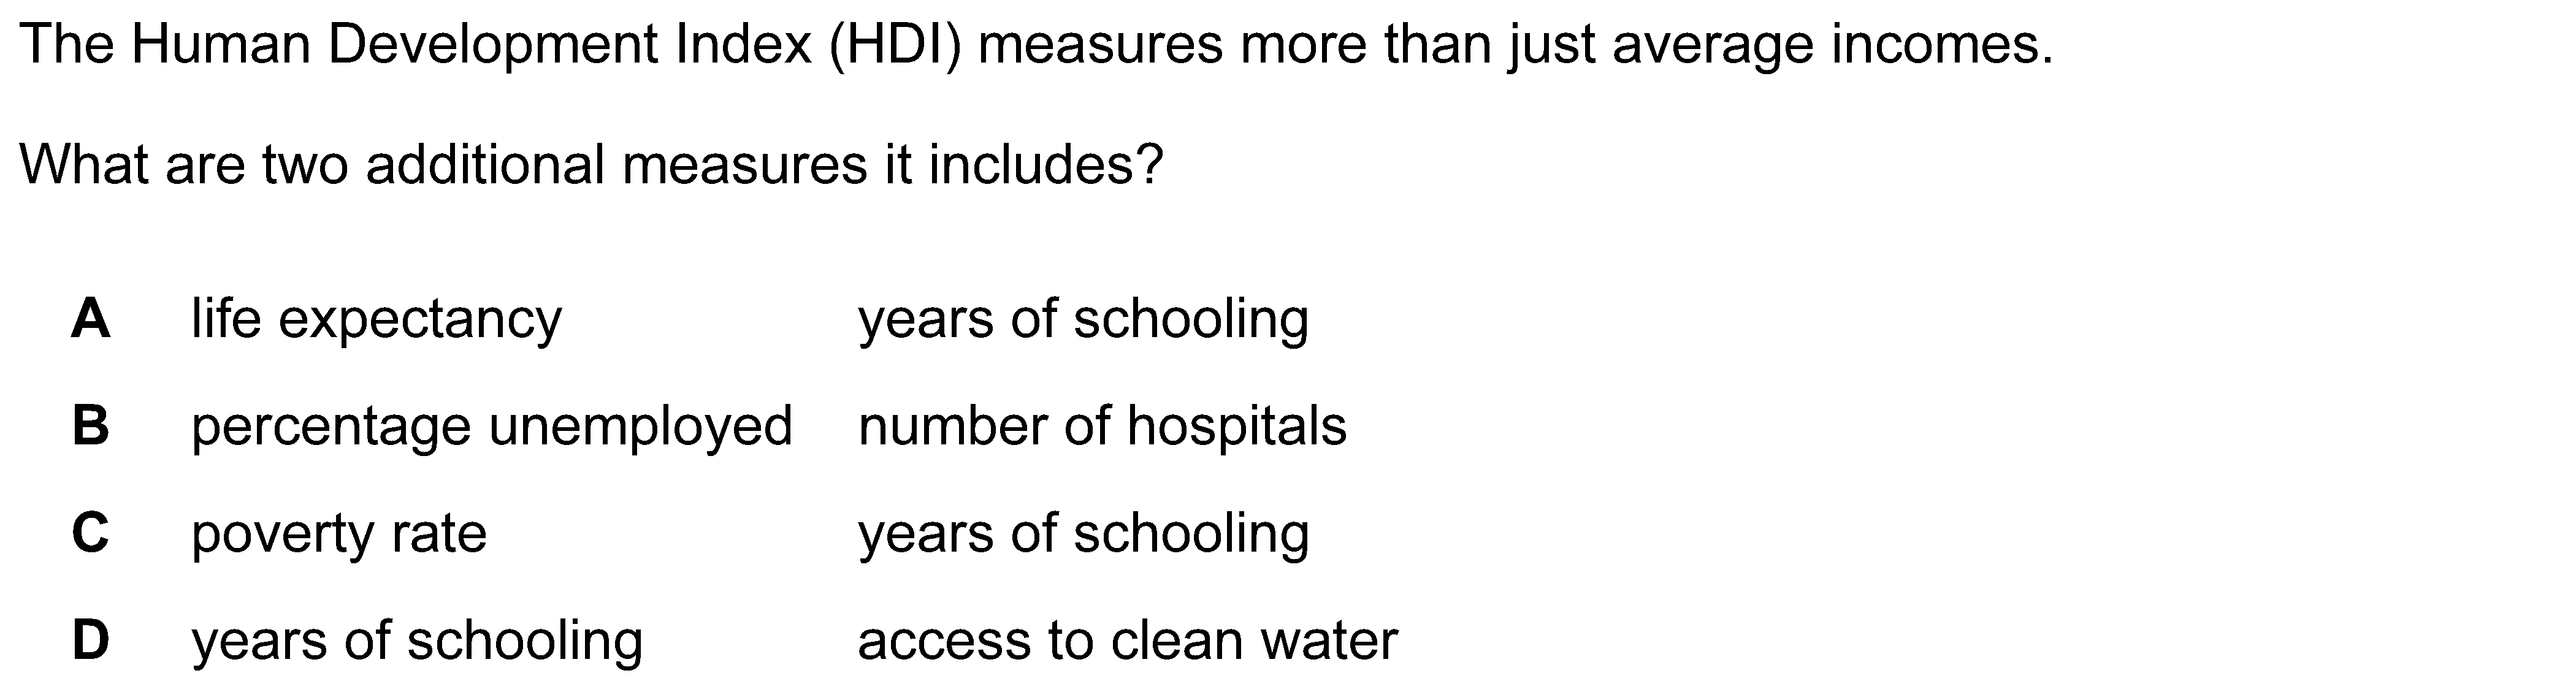 The Human Development Index (HDI) measures more than just average incomes.
What are two additional measures it includes?
A life expectancy years of schooling
B percentage unemployed number of hospitals
C poverty rate years of schooling
D years of schooling access to clean water